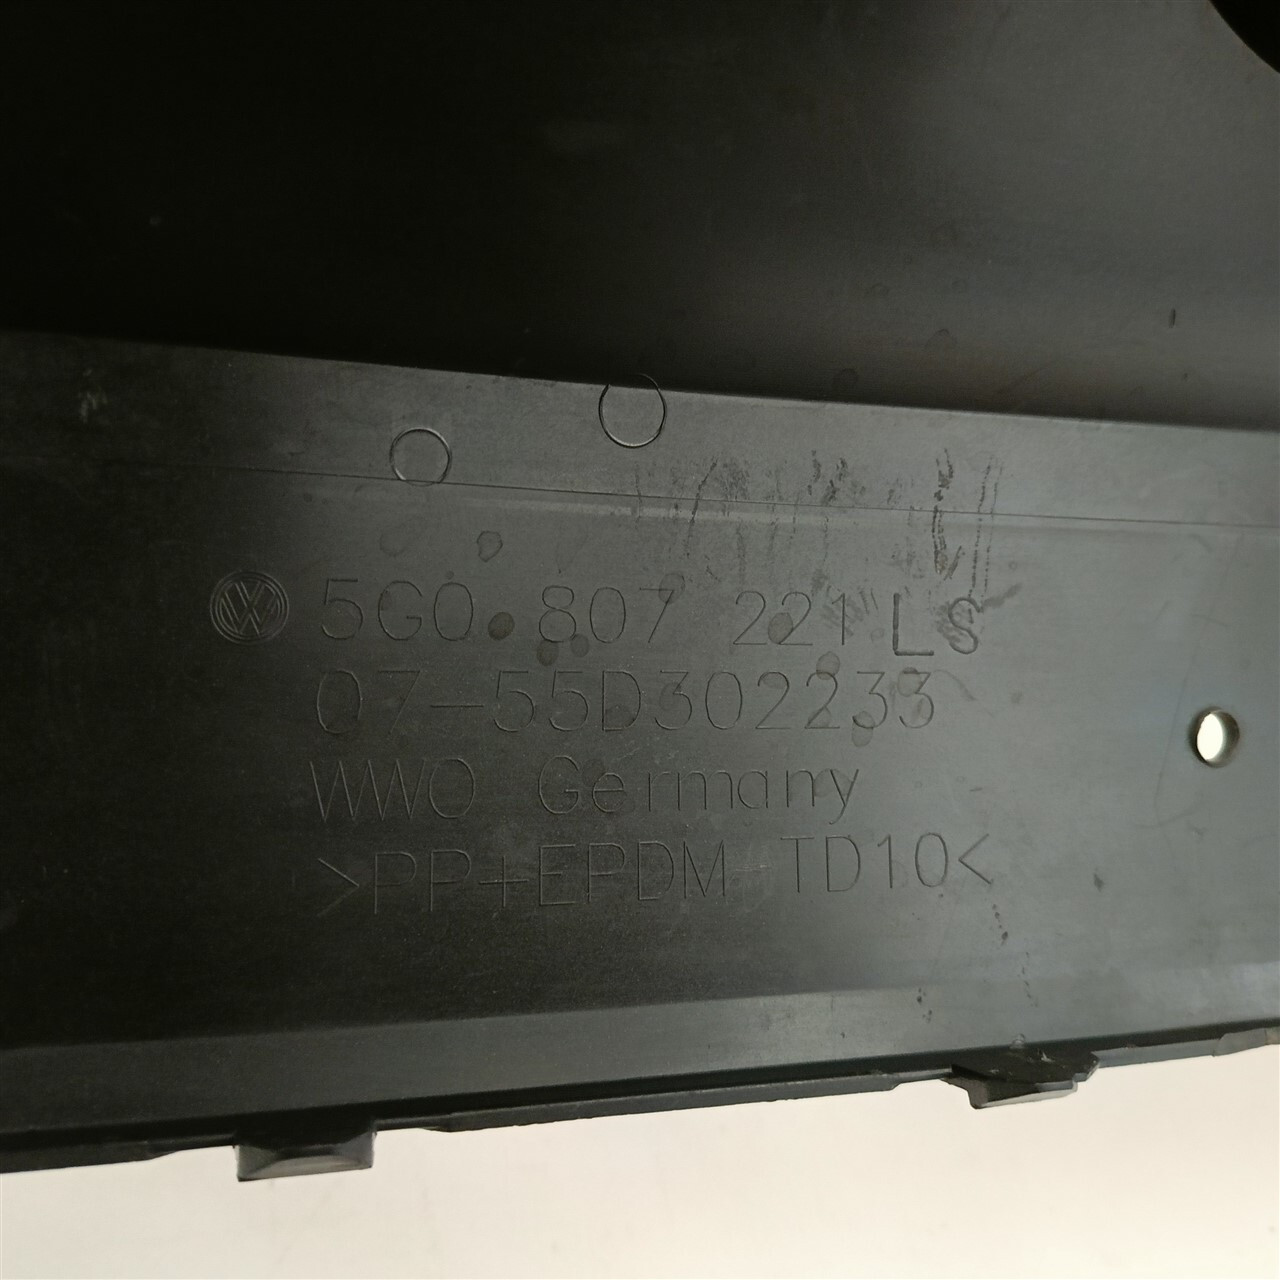 5G0.807 221 LS
07-55D302233
WWO Germany
>PP+EPDM-TD10<